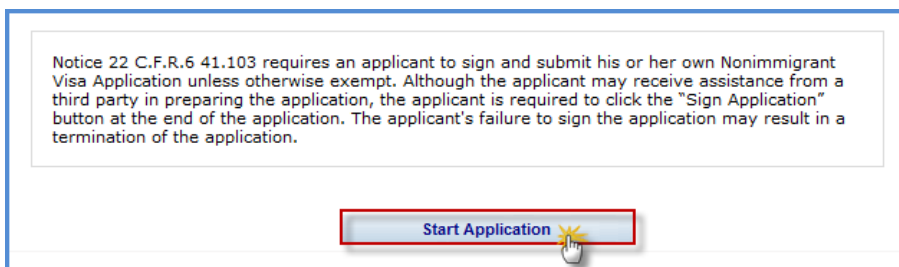 Notice 22 C.F.R.6 41.103 requires an applicant to sign and submit his or her own Nonimmigrant
Visa Application unless otherwise exempt. Although the applicant may receive assistance from a
third party in preparing the application, the applicant is required to click the “Sign Application”
button at the end of the application. The applicant's failure to sign the application may result in a
termination of the application.
Start Application